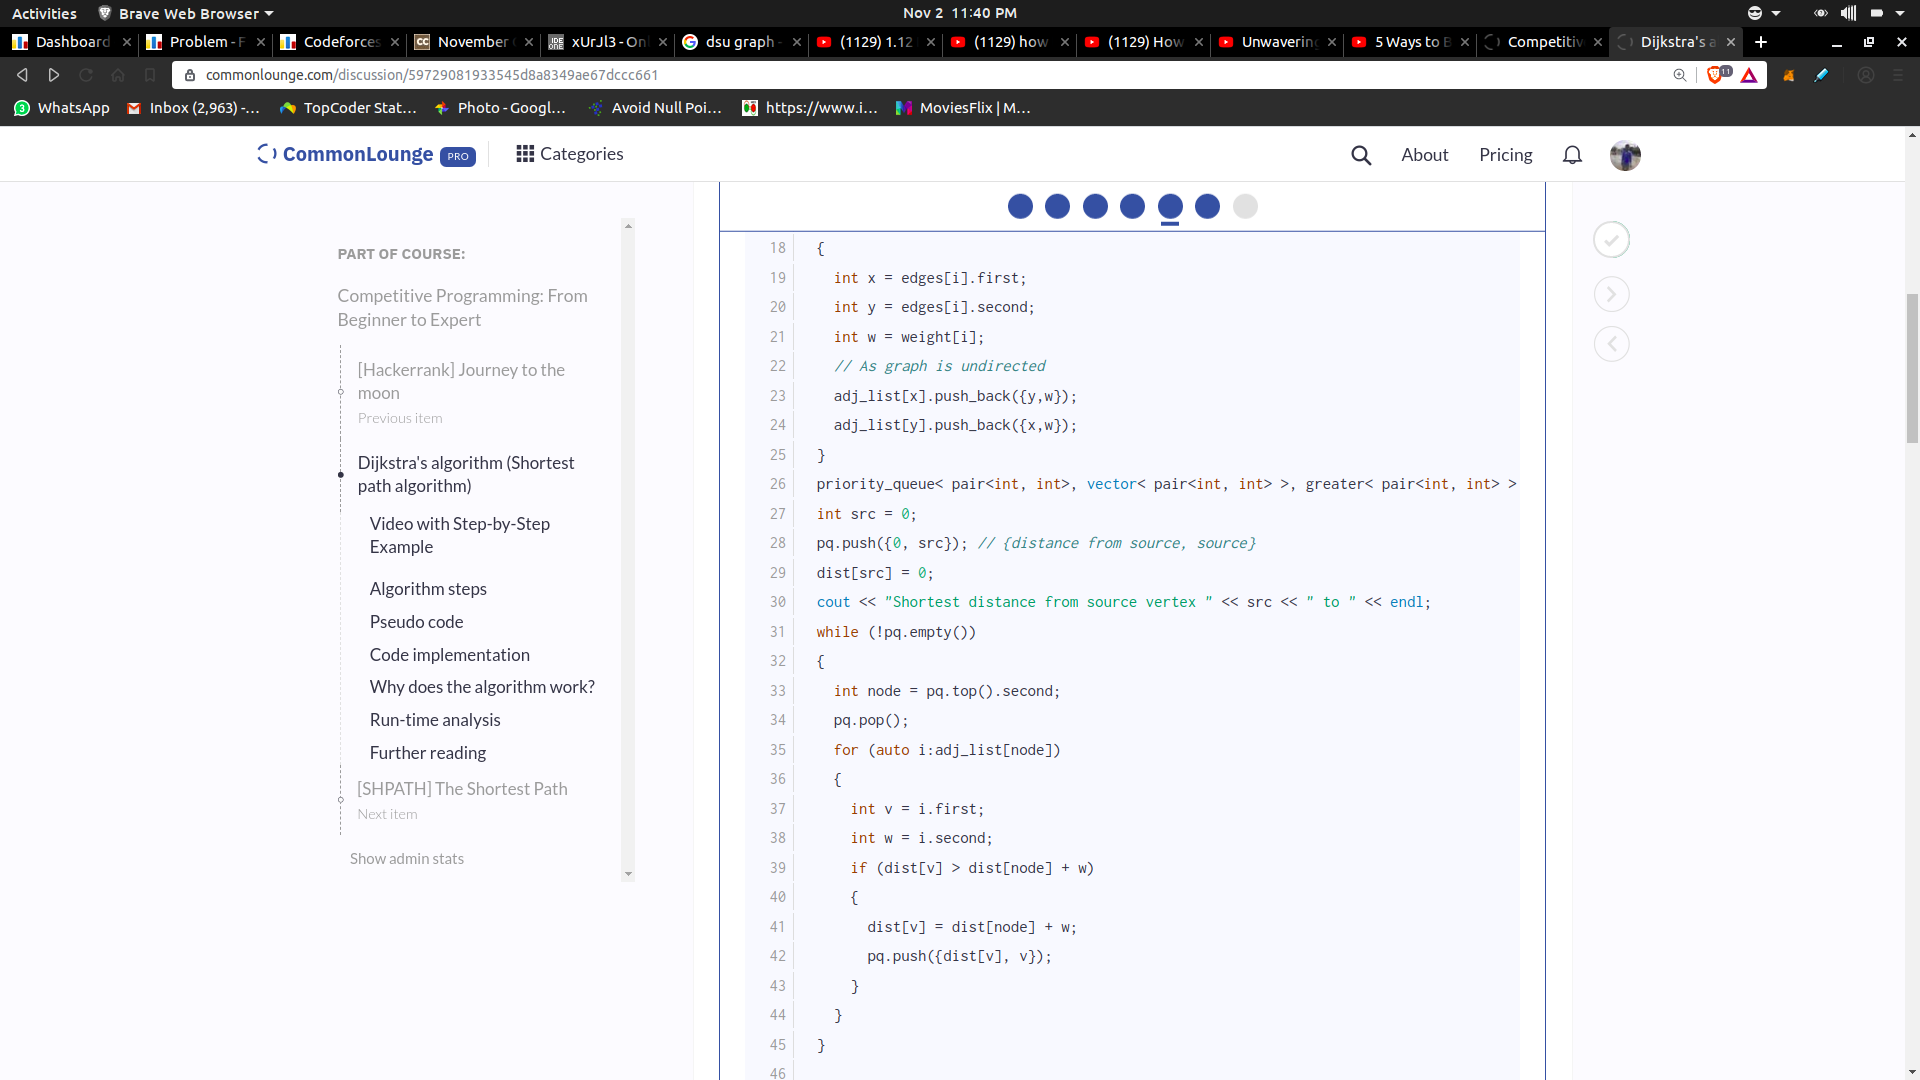 Activities
Brave Web Browser
Nov 2 11:40 PM
Dashboard
Problem - F
Codeforces
November
xUrJl3 - Onl
dsu graph -
(1129) 1.12
(1129) how
(1129) How
Unwavering
5 Ways to B
Competitiv
Dijkstra's a
commonlounge.com/discussion/59729081933545d8a8349ae67dccc661
11
WhatsApp
Inbox (2,963) -...
TopCoder Stat...
Photo - Googl...
Avoid Null Poi...
https://www.i...
MoviesFlix | M...
CommonLounge PRO
Categories
About
Pricing
PART OF COURSE:
Competitive Programming: From
Beginner to Expert
[Hackerrank] Journey to the
moon
Previous item
Dijkstra's algorithm (Shortest
path algorithm)
Video with Step-by-Step
Example
Algorithm steps
Pseudo code
Code implementation
Why does the algorithm work?
Run-time analysis
Further reading
[SHPATH] The Shortest Path
Next item
Show admin stats
18 {
19 int x = edges[i].first;
20 int y = edges[i].second;
21 int w = weight[i];
22 // As graph is undirected
23 adj_list[x].push_back({y,w});
24 adj_list[y].push_back({x,w});
25 }
26 priority_queue< pair<int, int>, vector< pair<int, int> >, greater< pair<int, int> >
27 int src = 0;
28 pq.push({0, src}); // {distance from source, source}
29 dist[src] = 0;
30 cout << "Shortest distance from source vertex " << src << " to " << endl;
31 while (!pq.empty())
32 {
33 int node = pq.top().second;
34 pq.pop();
35 for (auto i:adj_list[node])
36 {
37 int v = i.first;
38 int w = i.second;
39 if (dist[v] > dist[node] + w)
40 {
41 dist[v] = dist[node] + w;
42 pq.push({dist[v], v});
43 }
44 }
45 }
46